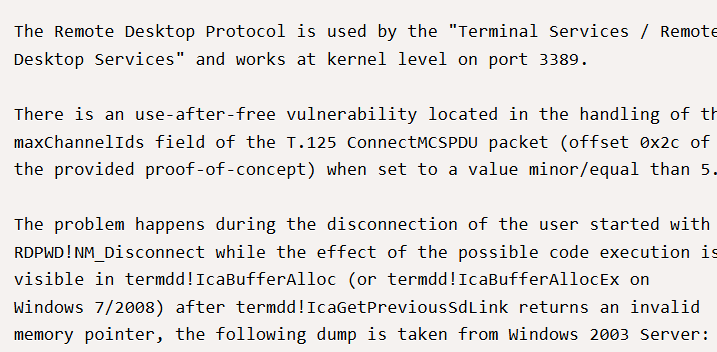 The Remote Desktop Protocol is used by the "Terminal Services / Remote
Desktop Services" and works at kernel level on port 3389.
There is an use-after-free vulnerability located in the handling of th
maxChannelIds field of the T.125 ConnectMCSPDU packet (offset 0x2c of
the provided proof-of-concept) when set to a value minor/equal than 5.
The problem happens during the disconnection of the user started with
RDPWD!NM_Disconnect while the effect of the possible code execution is
visible in termdd!IcaBufferAlloc (or termdd!IcaBufferAllocEx on
Windows 7/2008) after termdd!IcaGetPreviousSdLink returns an invalid
memory pointer, the following dump is taken from Windows 2003 Server: